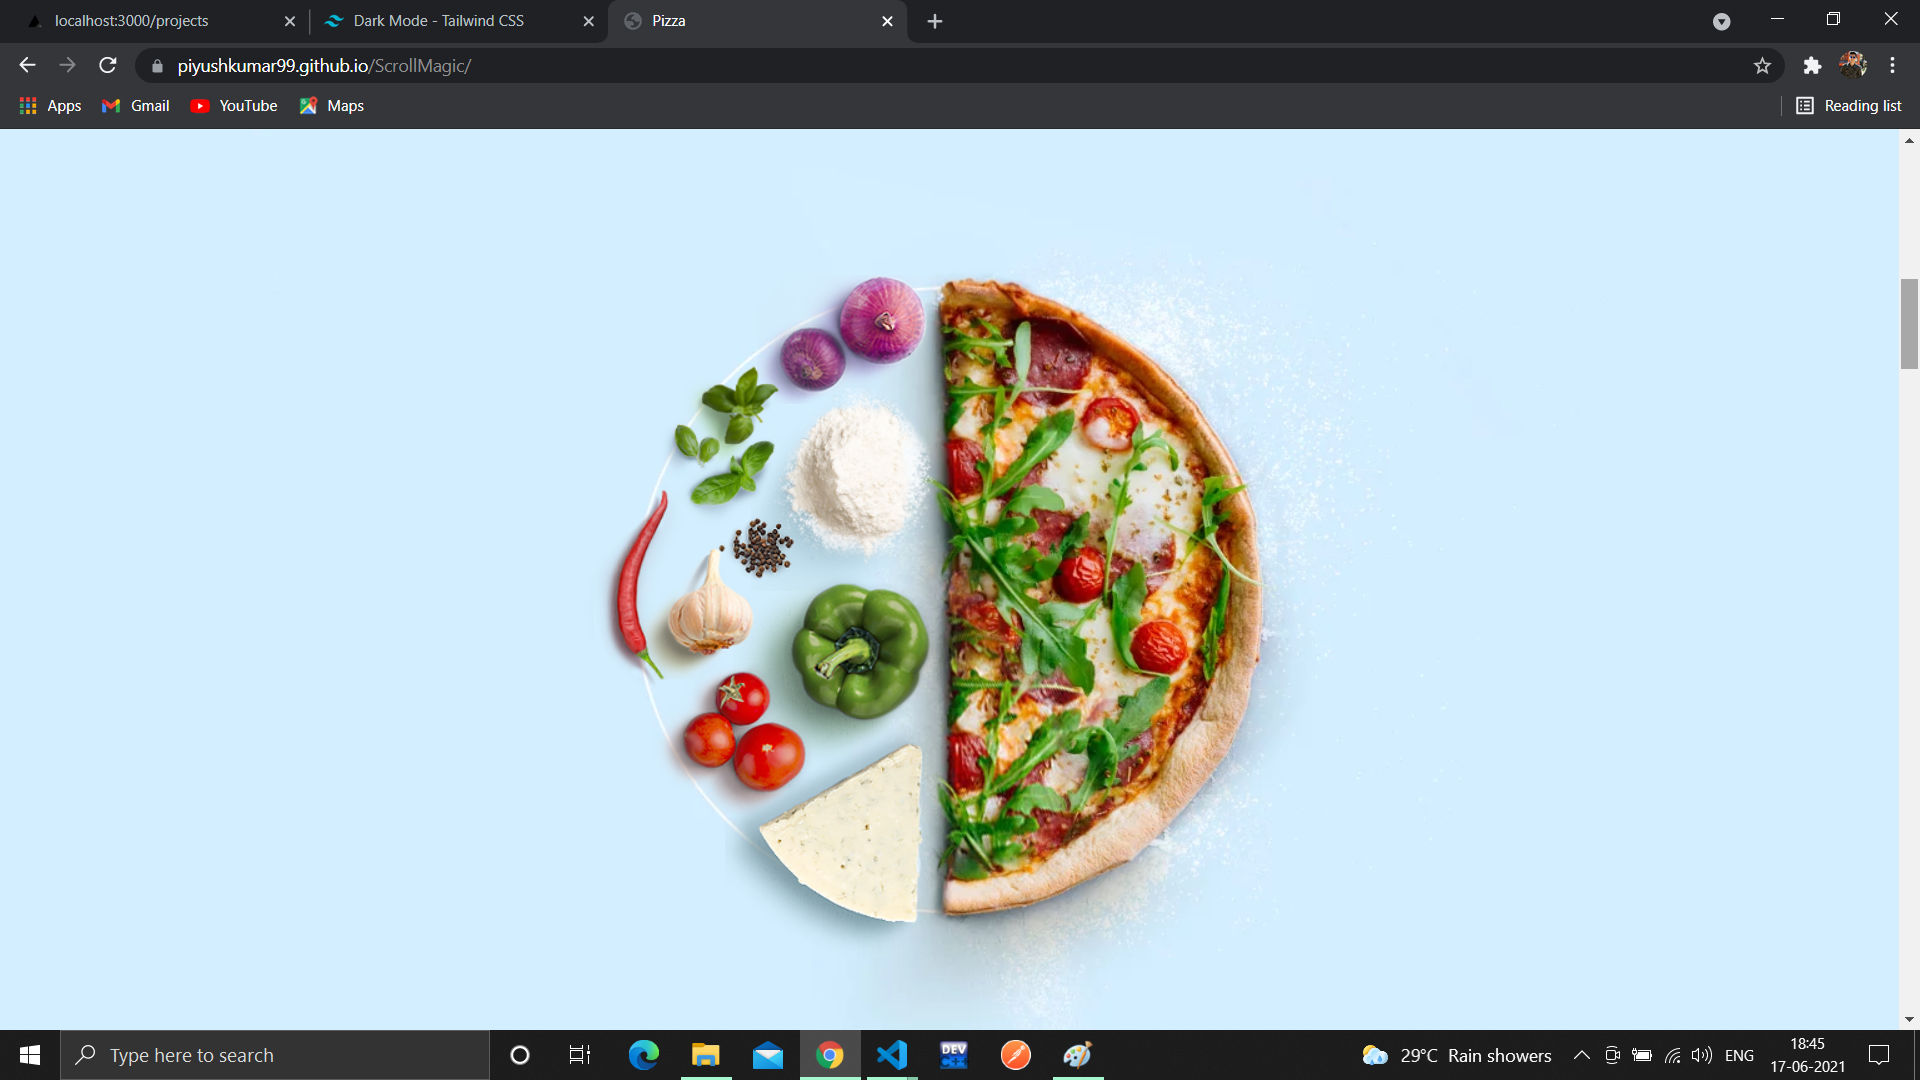 localhost:3000/projects
Dark Mode - Tailwind CSS
Pizza
piyushkumar99.github.io/ScrollMagic/
Apps
Gmail
YouTube
Maps
Reading list
Type here to search
DEV
C++
29°C Rain showers
ENG
18:45
17-06-2021